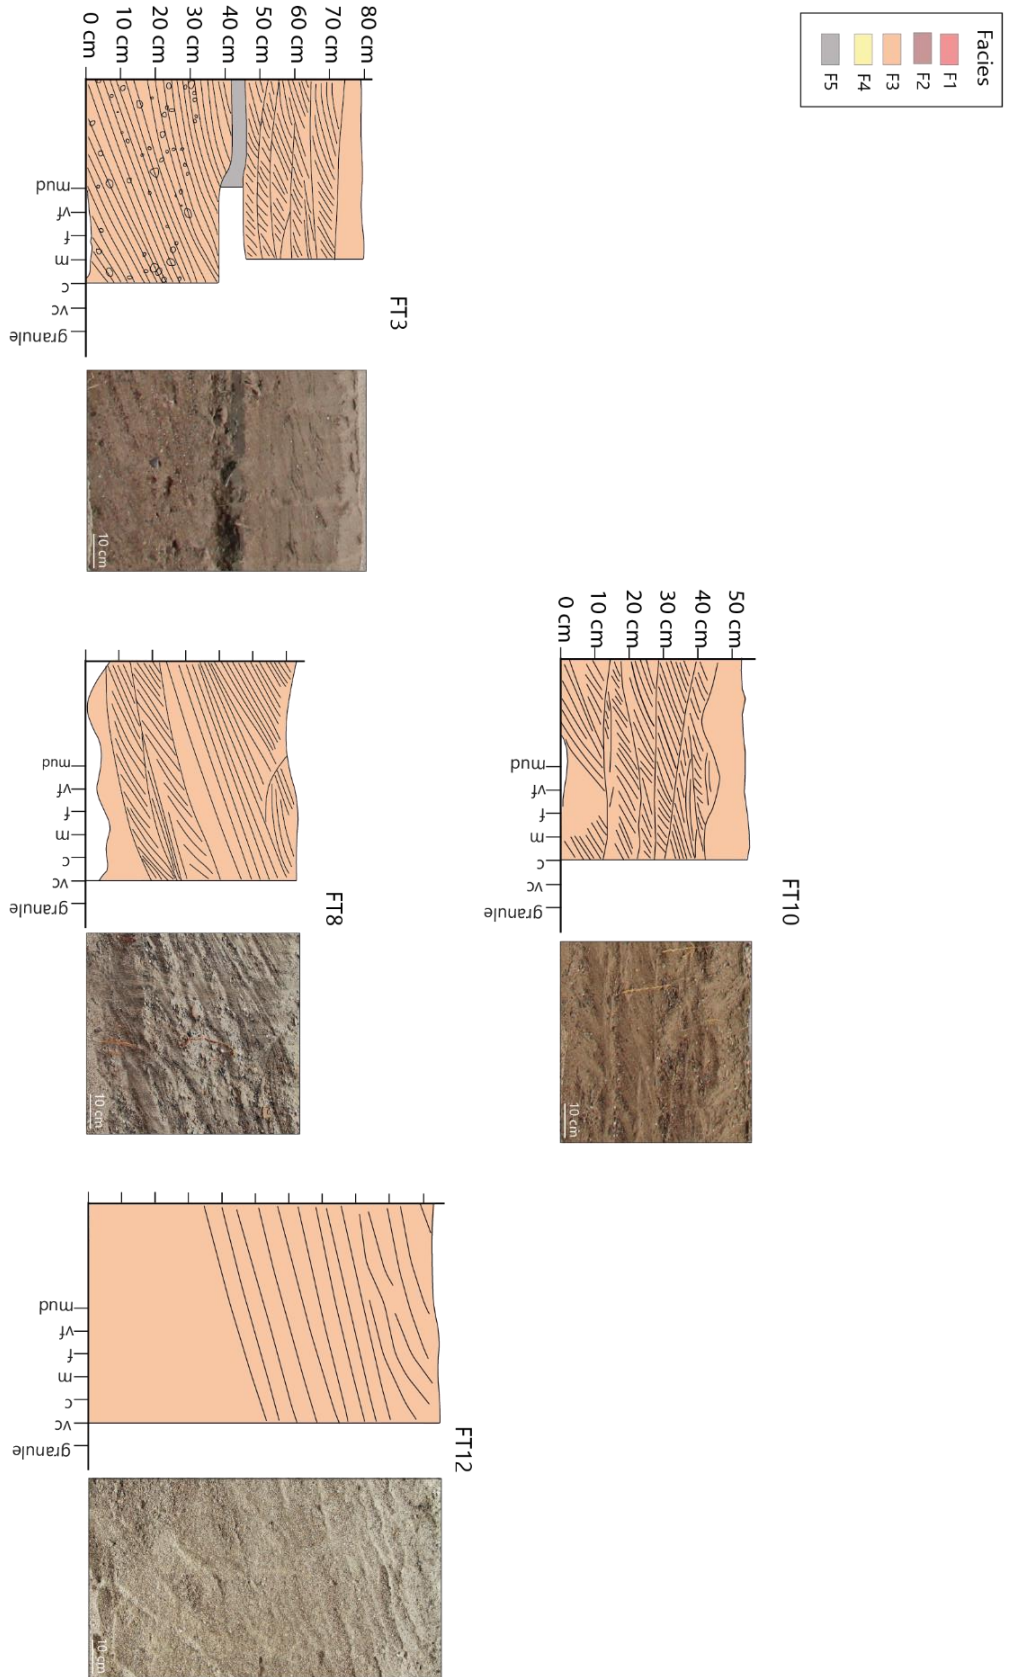 Facies
F1
F2
F3
F4
F5
80 cm
70 cm
60 cm
50 cm
40 cm
30 cm
20 cm
10 cm
0 cm
mud
vf
f
m
c
vc
granule
FT3
10 cm
50 cm
40 cm
30 cm
20 cm
10 cm
0 cm
mud
vf
f
m
c
vc
granule
FT10
10 cm
mud
vf
f
m
c
vc
granule
FT8
10 cm
mud
vf
f
m
c
vc
granule
FT12
10 cm